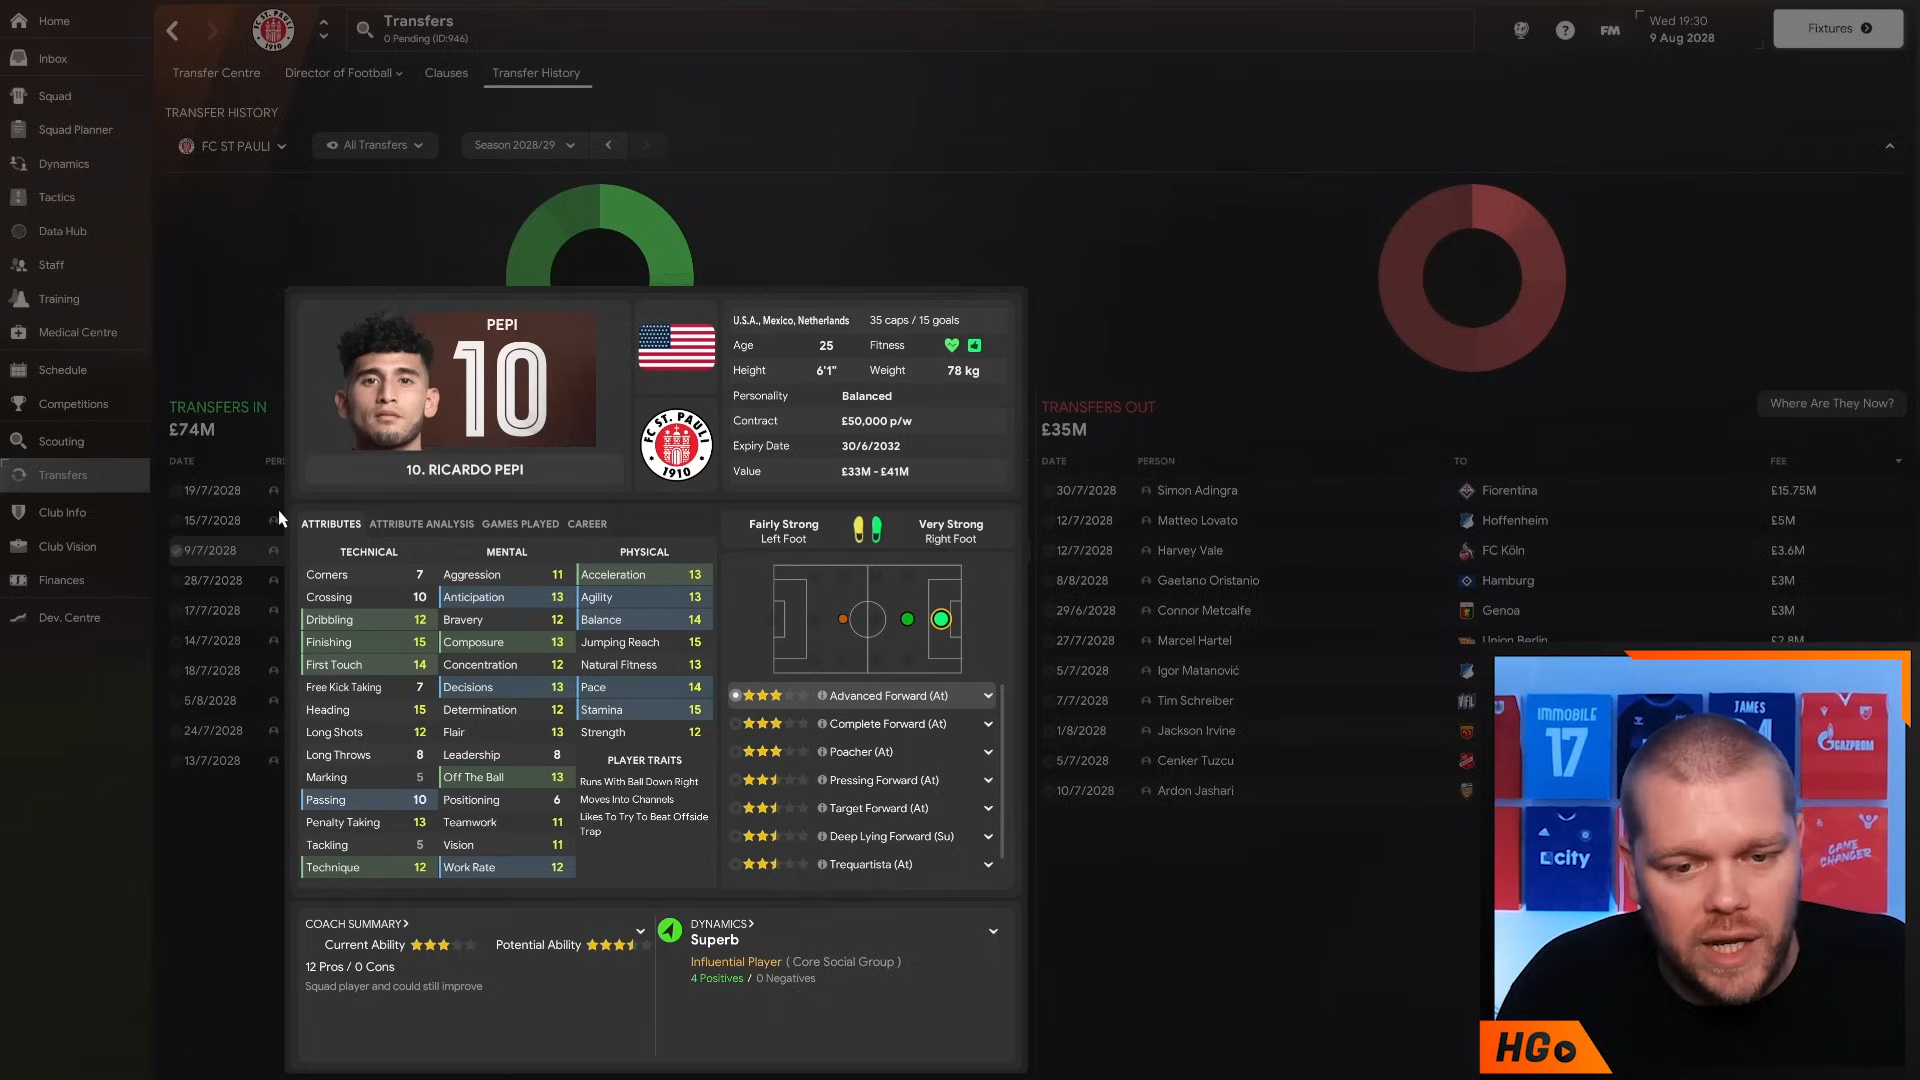 Home
Inbox
Squad
Squad Planner
Dynamics
Tactics
Data Hub
Staff
Training
Medical Centre
Schedule
Competitions
Scouting
Transfers
Club Info
Club Vision
Finances
Dev. Centre
FC ST. PAULI
1910
Transfers
0 Pending (ID:946)
FM
Wed 19:30
9 Aug 2028
Fixtures
Transfer Centre Director of Football Clauses Transfer History
TRANSFER HISTORY
FC ST PAULI All Transfers Season 2028/29
TRANSFERS IN
£74M
DATE PERS
19/7/2028
15/7/2028
9/7/2028
28/7/2028
17/7/2028
14/7/2028
18/7/2028
5/8/2028
24/7/2028
13/7/2028
PEPI
10
10. RICARDO PEPI
FC ST. PAULI
1910
U.S.A., Mexico, Netherlands 35 caps / 15 goals
Age 25 Fitness
Height 6'1" Weight 78 kg
Personality Balanced
Contract £50,000 p/w
Expiry Date 30/6/2032
Value £33M - £41M
ATTRIBUTES ATTRIBUTE ANALYSIS GAMES PLAYED CAREER
TECHNICAL MENTAL PHYSICAL
Corners 7 Aggression 11 Acceleration 13
Crossing 10 Anticipation 13 Agility 13
Dribbling 12 Bravery 12 Balance 14
Finishing 15 Composure 13 Jumping Reach 15
First Touch 14 Concentration 12 Natural Fitness 13
Free Kick Taking 7 Decisions 13 Pace 14
Heading 15 Determination 12 Stamina 15
Long Shots 12 Flair 13 Strength 12
Long Throws 8 Leadership 8
Marking 5 Off The Ball 13
Passing 10 Positioning 6
Penalty Taking 13 Teamwork 11
Tackling 5 Vision 11
Technique 12 Work Rate 12
PLAYER TRAITS
Runs With Ball Down Right
Moves Into Channels
Likes To Try To Beat Offside
Trap
Fairly Strong
Left Foot
Very Strong
Right Foot
Advanced Forward (At)
Complete Forward (At)
Poacher (At)
Pressing Forward (At)
Target Forward (At)
Deep Lying Forward (Su)
Trequartista (At)
COACH SUMMARY
Current Ability Potential Ability
12 Pros / 0 Cons
Squad player and could still improve
DYNAMICS
Superb
Influential Player ( Core Social Group )
4 Positives / 0 Negatives
TRANSFERS OUT
£35M
Where Are They Now?
DATE PERSON TO FEE
30/7/2028 Simon Adingra Fiorentina £15.75M
12/7/2028 Matteo Lovato Hoffenheim £5M
12/7/2028 Harvey Vale FC Köln £3.6M
8/8/2028 Gaetano Oristanio Hamburg £3M
29/6/2028 Connor Metcalfe Genoa £3M
27/7/2028 Marcel Hartel Union Berlin £2.8M
5/7/2028 Igor Matanović
7/7/2028 Tim Schreiber
1/8/2028 Jackson Irvine
5/7/2028 Cenker Tuzcu
10/7/2028 Ardon Jashari
IMMOBILE
17
JAMES
GAZPROM
city
GAME
CHANGER
HGo